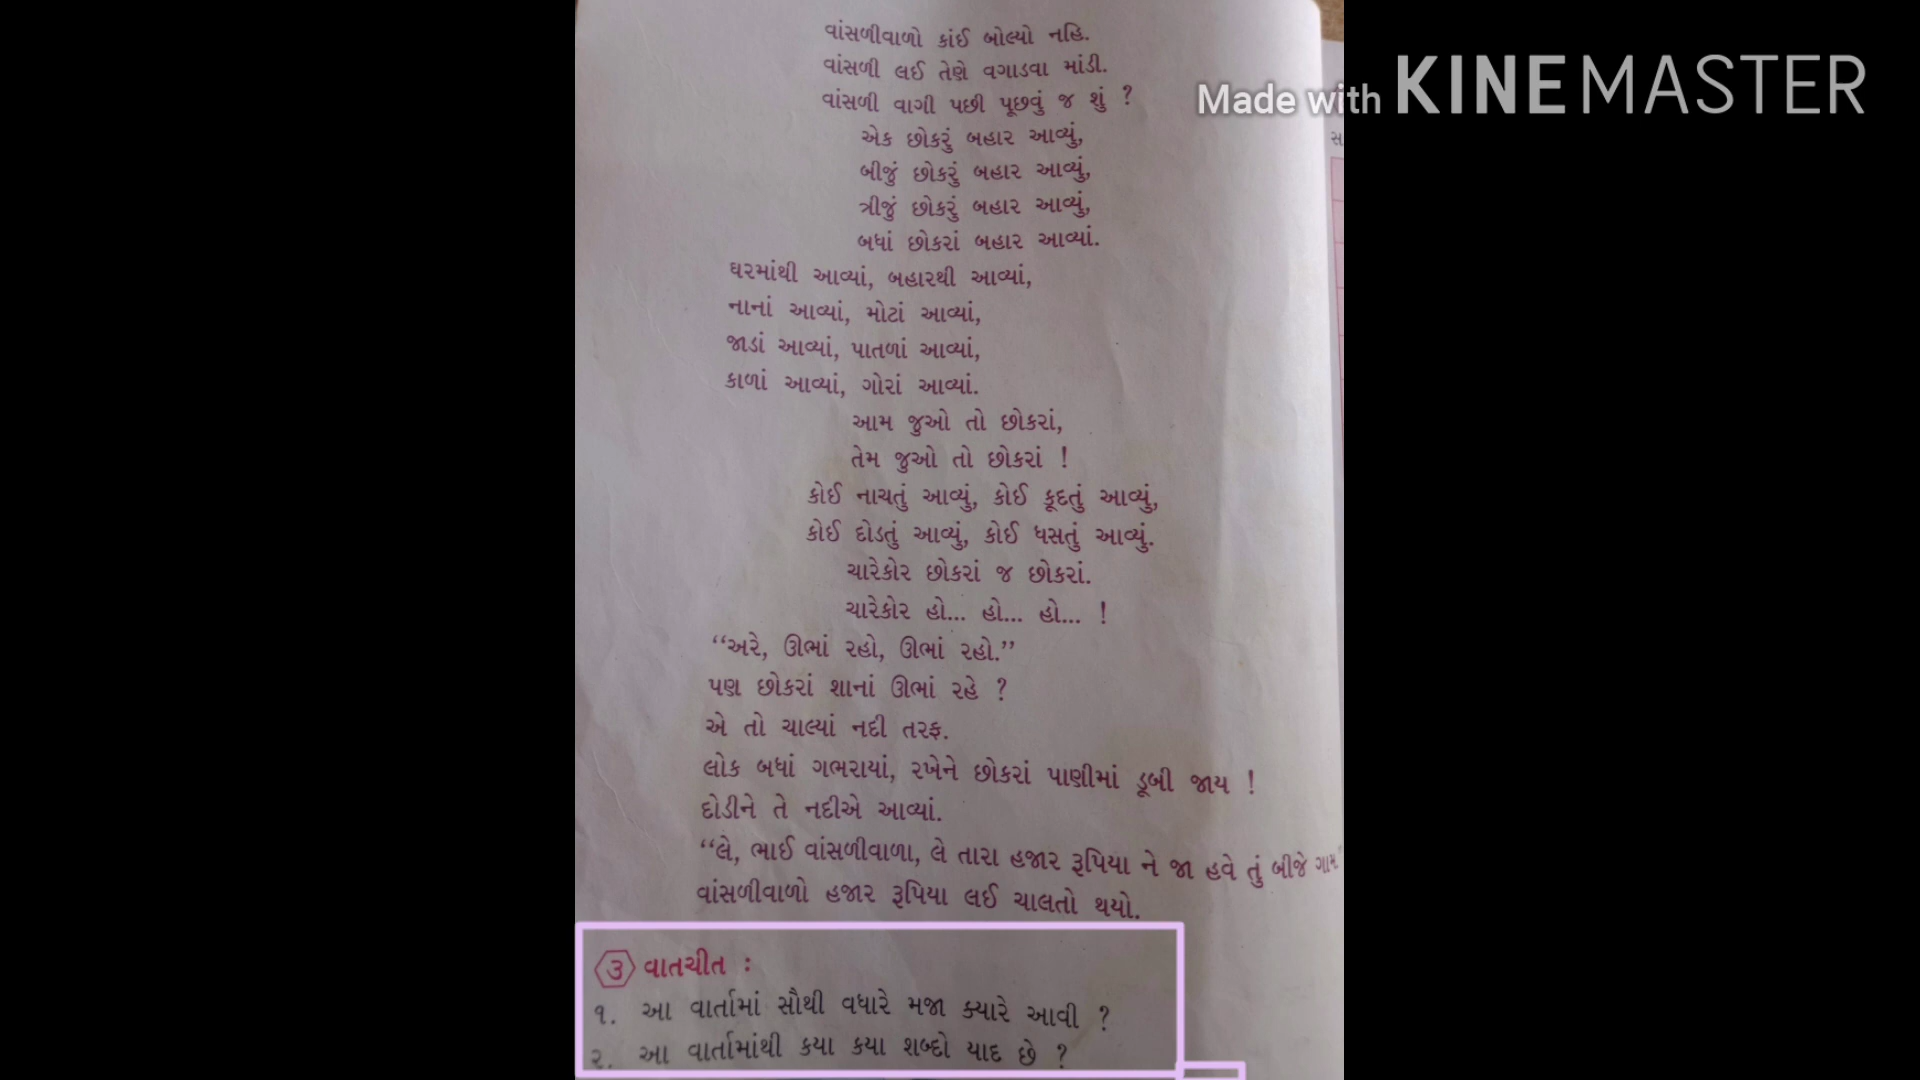 વાંસળીવાળો કાંઈ બોલ્યો નહિ.
વાંસળી લઈ તેણે વગાડવા માંડી.
વાંસળી વાગી પછી પૂછવું જ શું ?
એક છોકરું બહાર આવ્યું,
બીજું છોકરું બહાર આવ્યું,
ત્રીજું છોકરું બહાર આવ્યું,
બધાં છોકરાં બહાર આવ્યાં.
ઘરમાંથી આવ્યાં, બહારથી આવ્યાં,
નાનાં આવ્યાં, મોટાં આવ્યાં,
જાડાં આવ્યાં, પાતળાં આવ્યાં,
કાળાં આવ્યાં, ગોરાં આવ્યાં.
આમ જુઓ તો છોકરાં,
તેમ જુઓ તો છોકરાં !
કોઈ નાચતું આવ્યું, કોઈ કૂદતું આવ્યું,
કોઈ દોડતું આવ્યું, કોઈ ધસતું આવ્યું.
ચારેકોર છોકરાં જ છોકરાં.
ચારેકોર હો... હો... હો... !
“અરે, ઊભાં રહો, ઊભાં રહો.”
પણ છોકરાં શાનાં ઊભાં રહે ?
એ તો ચાલ્યાં નદી તરફ.
લોક બધાં ગભરાયાં, રખેને છોકરાં પાણીમાં ડૂબી જાય !
દોડીને તે નદીએ આવ્યાં.
“લે, ભાઈ વાંસળીવાળા, લે તારા હજાર રૂપિયા ને જા હવે તું બીજે ગામ
વાંસળીવાળો હજાર રૂપિયા લઈ ચાલતો થયો.
૩ વાતચીત :
૧. આ વાર્તામાં સૌથી વધારે મજા ક્યારે આવી ?
૨. આ વાર્તામાંથી કયા કયા શબ્દો યાદ છે ?
Made with KINEMASTER